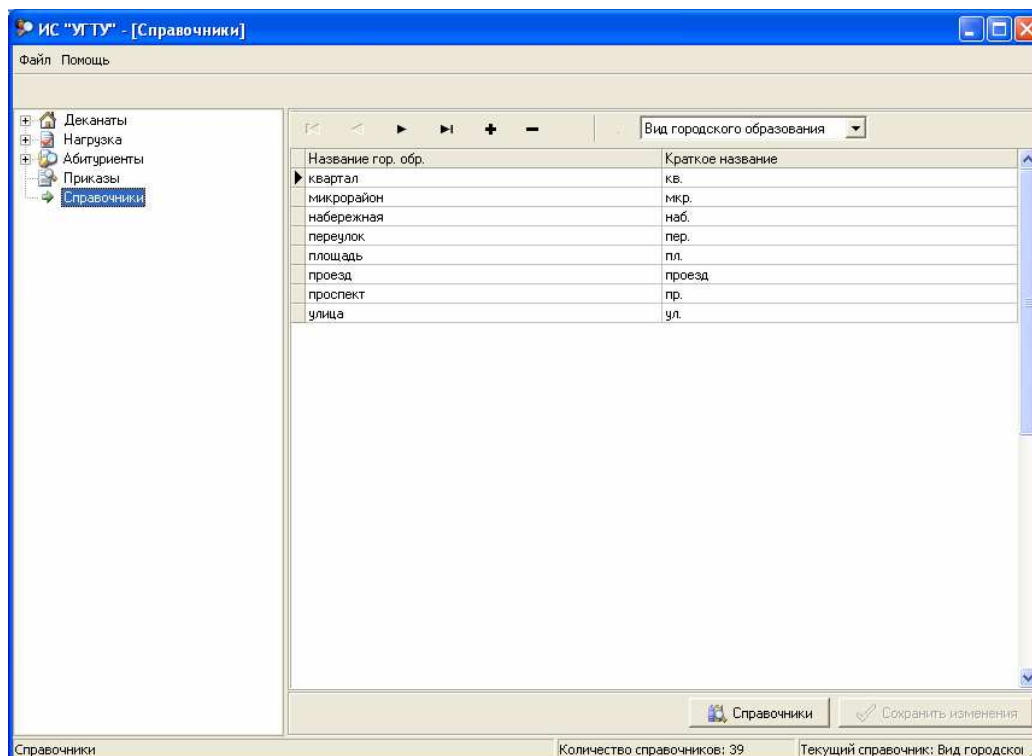 ИС "УГТУ" - [Справочники]
Файл Помощь
Деканаты
Нагрузка
Абитуриенты
Приказы
Справочники
Вид городского образования
Название гор. обр. Краткое название
квартал кв.
микрорайон мкр.
набережная наб.
переулок пер.
площадь пл.
проезд проезд
проспект пр.
улица ул.
Справочники Сохранить изменения
Справочники Количество справочников: 39 Текущий справочник: Вид городског